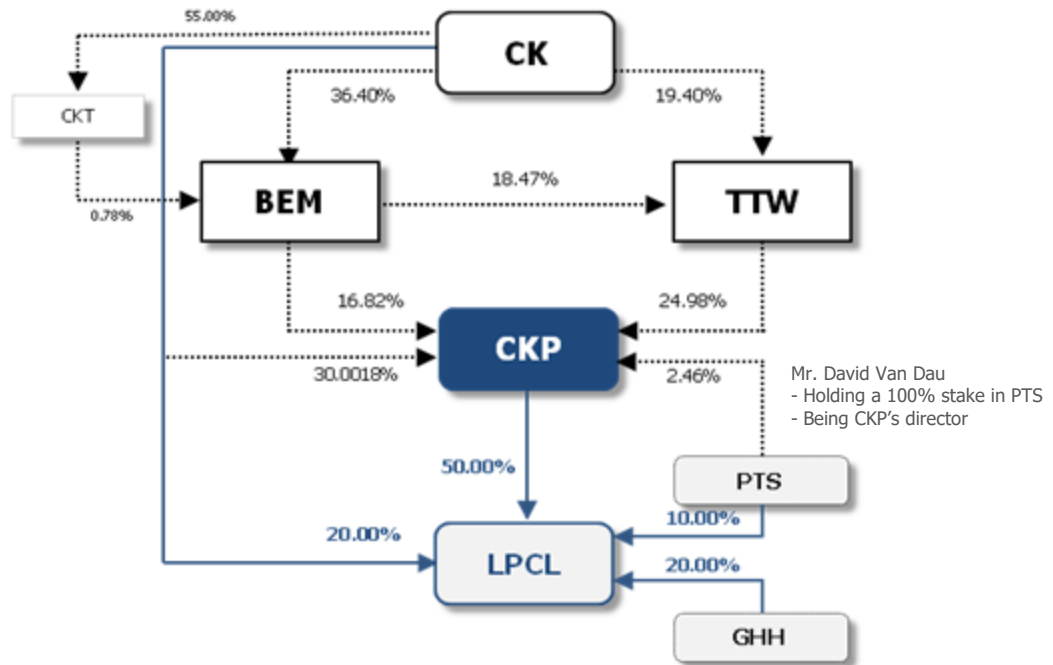 55.00%
CK
36.40%
19.40%
CKT
BEM
18.47%
TTW
0.78%
16.82%
24.98%
CKP
30.0018%
2.46%
Mr. David Van Dau
- Holding a 100% stake in PTS
- Being CKP's director
50.00%
PTS
10.00%
20.00%
LPCL
20.00%
GHH